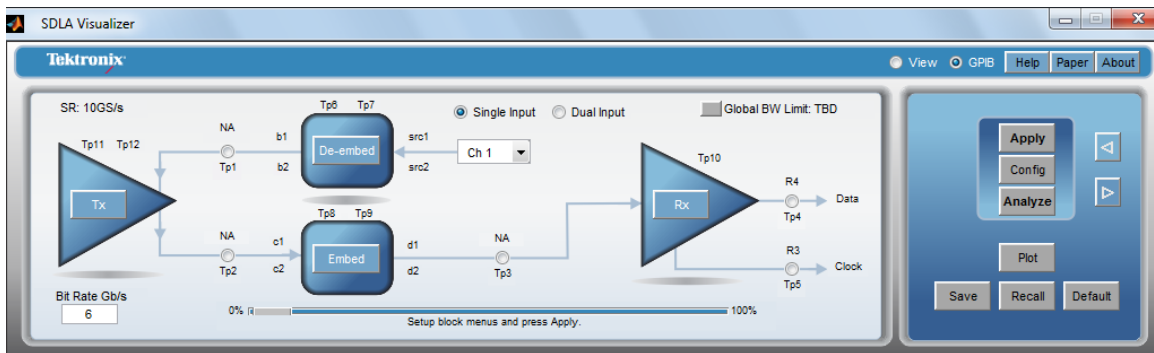 SDLA Visualizer
Tektronix
View GPIB Help Paper About
SR: 10GS/s
Tp6 Tp7
Single Input Dual Input
Global BW Limit: TBD
NA
b1
De-embed
src1
Ch 1
Tp11 Tp12
Tp1
b2
src2
Tp10
Apply
Config
Analyze
Tx
Rx
R4
Data
Tp4
Tp8 Tp9
NA
c1
Embed
d1
NA
Tp2
c2
d2
Tp3
R3
Clock
Tp5
Plot
Bit Rate Gb/s
6
0%
100%
Setup block menus and press Apply.
Save Recall Default